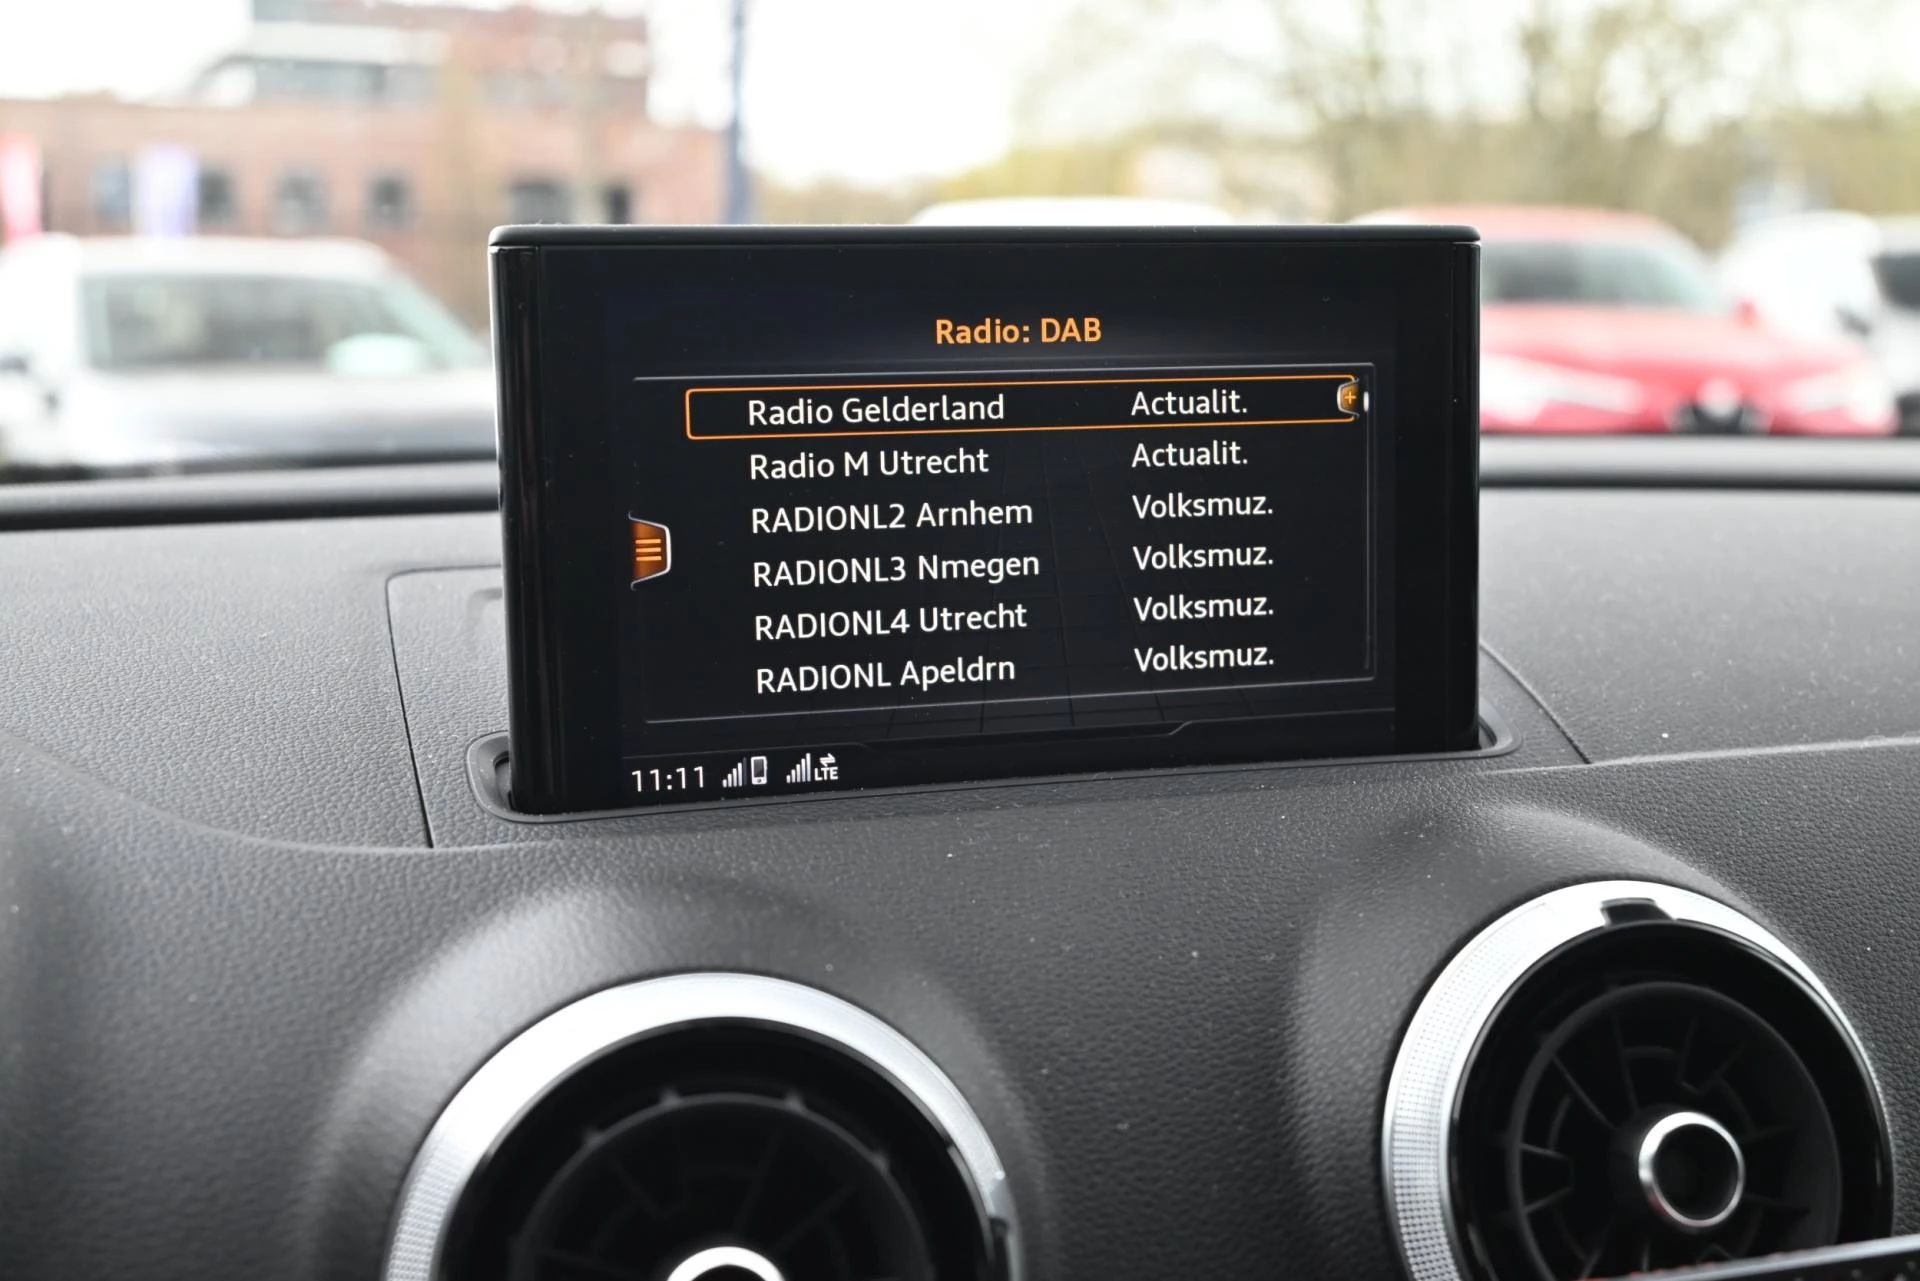 Radio: DAB
Radio Gelderland Actualit.
Radio M Utrecht Actualit.
RADIONL2 Arnhem Volksmuz.
RADIONL3 Nmegen Volksmuz.
RADIONL4 Utrecht Volksmuz.
RADIONL Apeldrn Volksmuz.
11:11 LTE